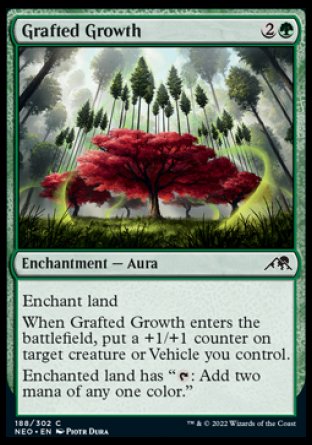 Grafted Growth 2
Enchantment — Aura
Enchant land
When Grafted Growth enters the
battlefield, put a +1/+1 counter on
target creature or Vehicle you control.
Enchanted land has “: Add two
mana of any one color.”
188/302 C
NEO • EN Piotr Dura
™ & © 2022 Wizards of the Coast